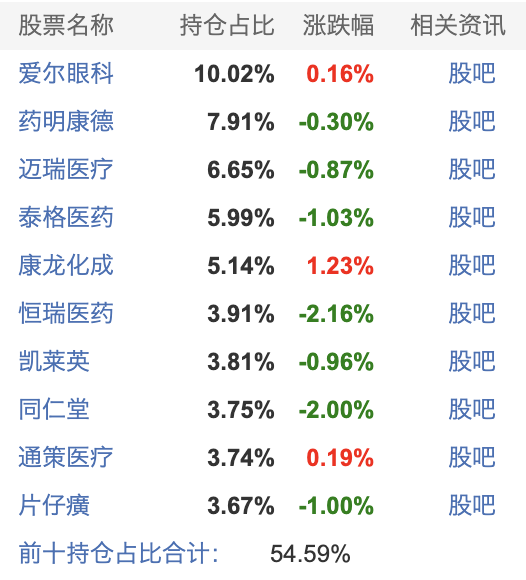 股票名称 持仓占比 涨跌幅 相关资讯
爱尔眼科 10.02% 0.16% 股吧
药明康德 7.91% -0.30% 股吧
迈瑞医疗 6.65% -0.87% 股吧
泰格医药 5.99% -1.03% 股吧
康龙化成 5.14% 1.23% 股吧
恒瑞医药 3.91% -2.16% 股吧
凯莱英 3.81% -0.96% 股吧
同仁堂 3.75% -2.00% 股吧
通策医疗 3.74% 0.19% 股吧
片仔癀 3.67% -1.00% 股吧
前十持仓占比合计: 54.59%